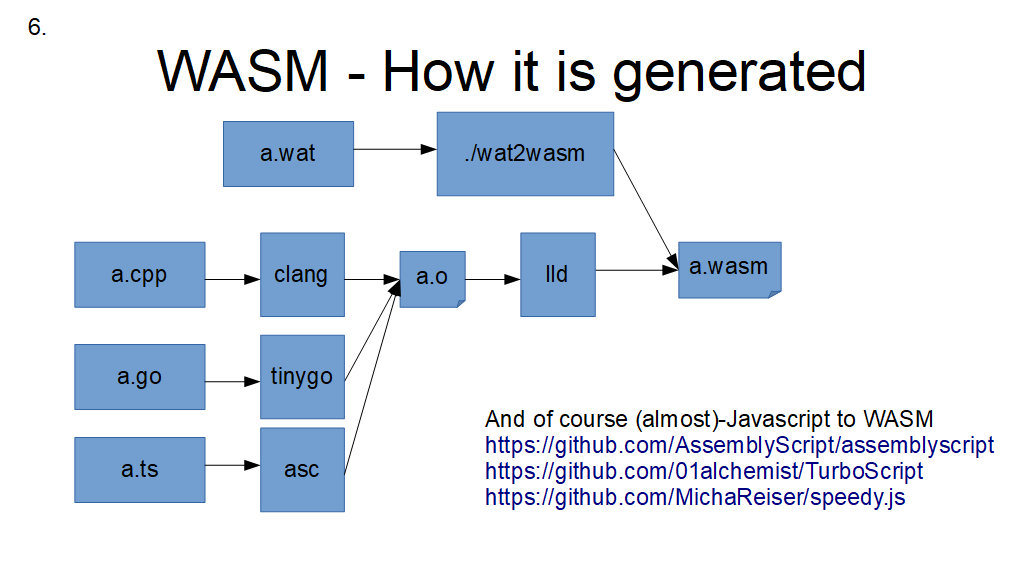 6.
WASM - How it is generated
a.wat
./wat2wasm
a.cpp
clang
a.o
lld
a.wasm
a.go
tinygo
a.ts
asc
And of course (almost)-Javascript to WASM
https://github.com/AssemblyScript/assemblyscript
https://github.com/01alchemist/TurboScript
https://github.com/MichaReiser/speedy.js